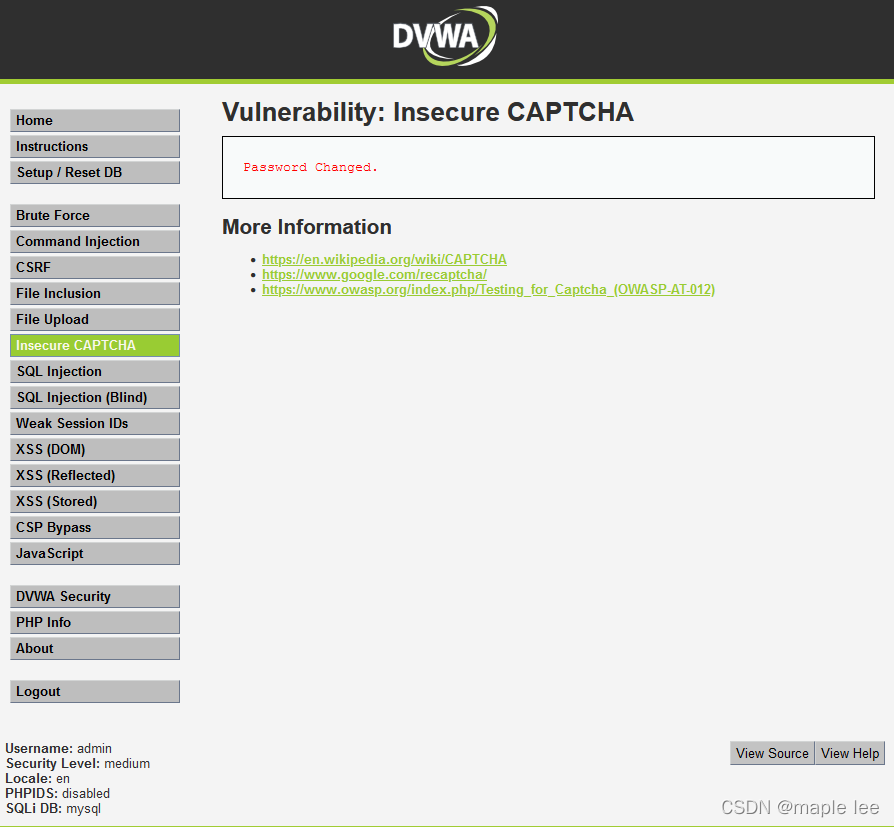 DVWA
Vulnerability: Insecure CAPTCHA
Password Changed.
More Information
https://en.wikipedia.org/wiki/CAPTCHA
https://www.google.com/recaptcha/
https://www.owasp.org/index.php/Testing_for_Captcha_(OWASP-AT-012)
Home
Instructions
Setup / Reset DB
Brute Force
Command Injection
CSRF
File Inclusion
File Upload
Insecure CAPTCHA
SQL Injection
SQL Injection (Blind)
Weak Session IDs
XSS (DOM)
XSS (Reflected)
XSS (Stored)
CSP Bypass
JavaScript
DVWA Security
PHP Info
About
Logout
Username: admin
Security Level: medium
Locale: en
PHPIDS: disabled
SQLi DB: mysql
View Source View Help
CSDN @maple lee